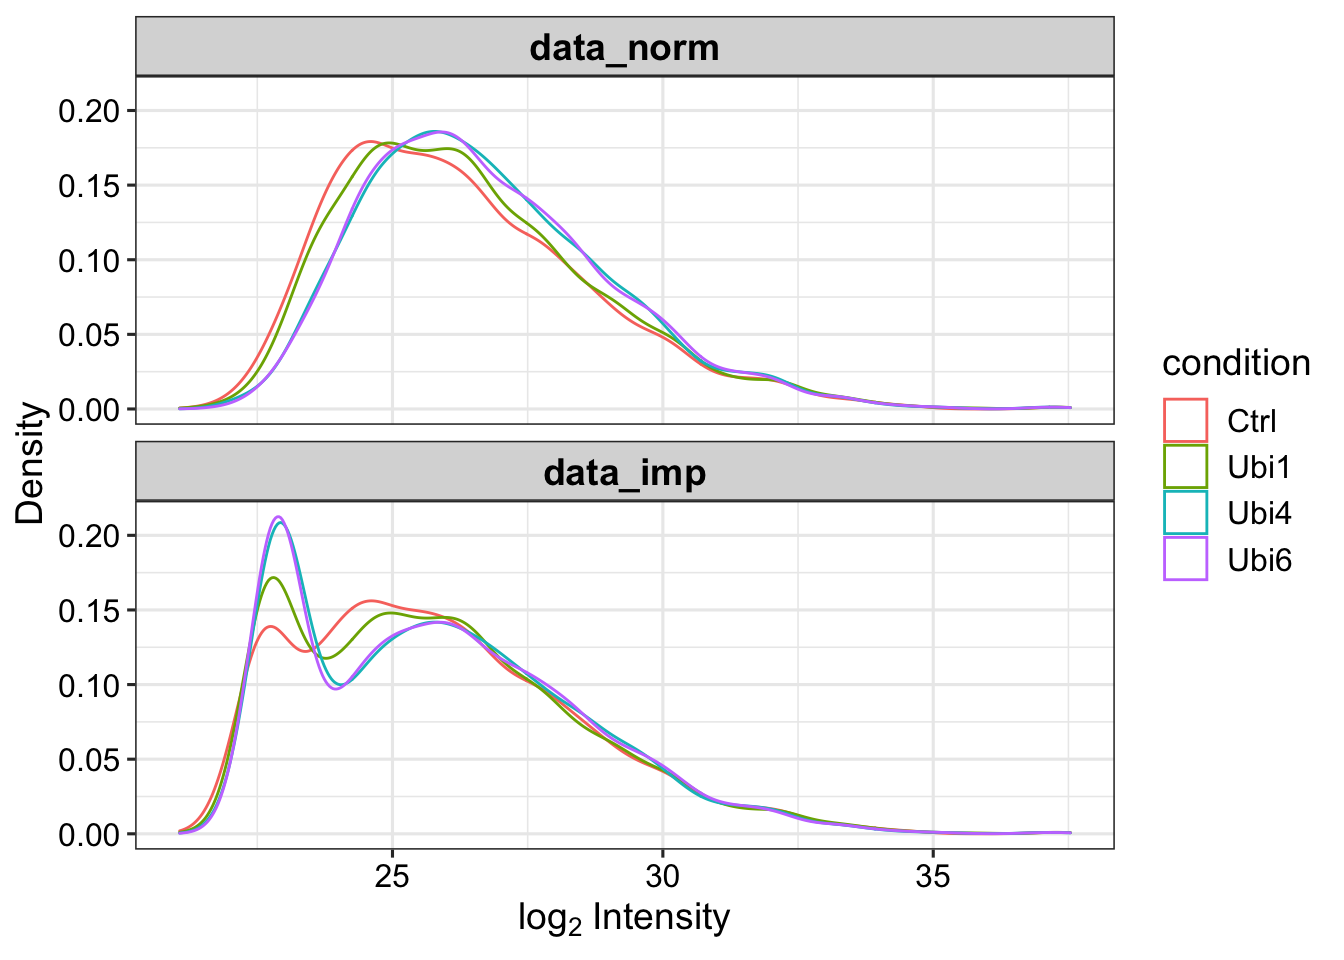 data_norm
0.20
0.15
0.10
0.05
0.00
data_imp
0.20
0.15
0.10
0.05
0.00
Density
25 30 35
log₂ Intensity
condition
Ctrl
Ubi1
Ubi4
Ubi6